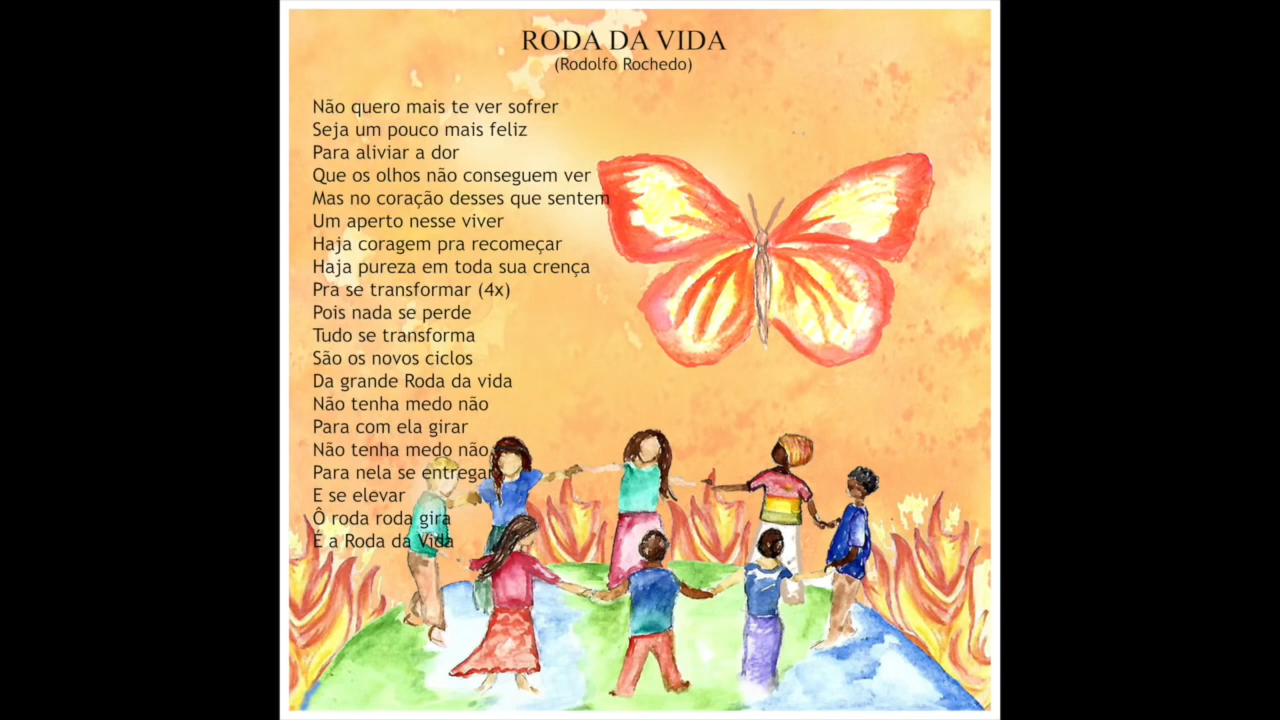 RODA DA VIDA
(Rodolfo Rochedo)
Não quero mais te ver sofrer
Seja um pouco mais feliz
Para aliviar a dor
Que os olhos não conseguem ver
Mas no coração desses que sentem
Um aperto nesse viver
Haja coragem pra recomeçar
Haja pureza em toda sua crença
Pra se transformar (4x)
Pois nada se perde
Tudo se transforma
São os novos ciclos
Da grande Roda da vida
Não tenha medo não
Para com ela girar
Não tenha medo não
Para nela se entregar
E se elevar
Ô roda roda gira
É a Roda da Vida